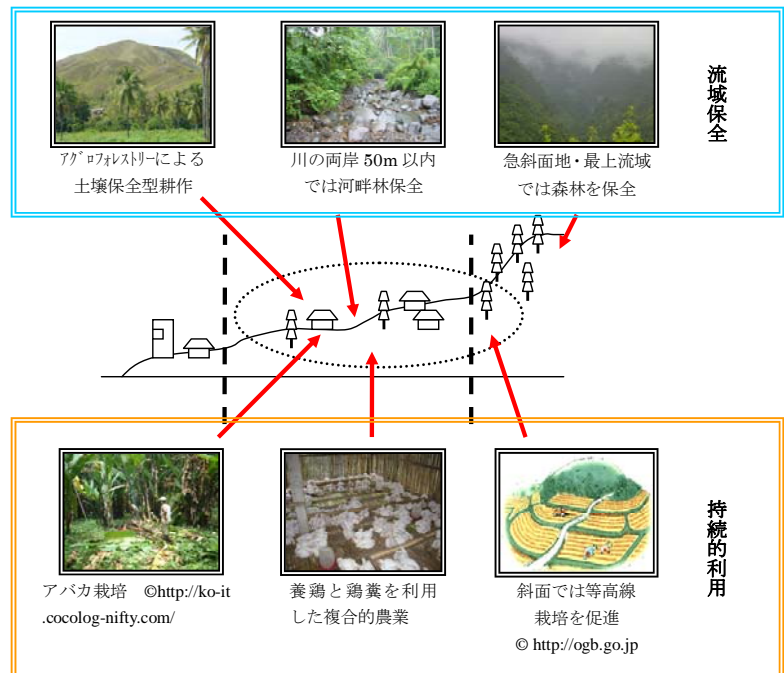 ｱｸﾞﾛﾌｫﾚｽﾄﾘｰによる
土壌保全型耕作
川の両岸 50m 以内
では河畔林保全
急斜面地・最上流域
では森林を保全
流域保全
アバカ栽培　©http://ko-it
.cocolog-nifty.com/
養鶏と鶏糞を利用
した複合的農業
斜面では等高線
栽培を促進
© http://ogb.go.jp
持続的利用